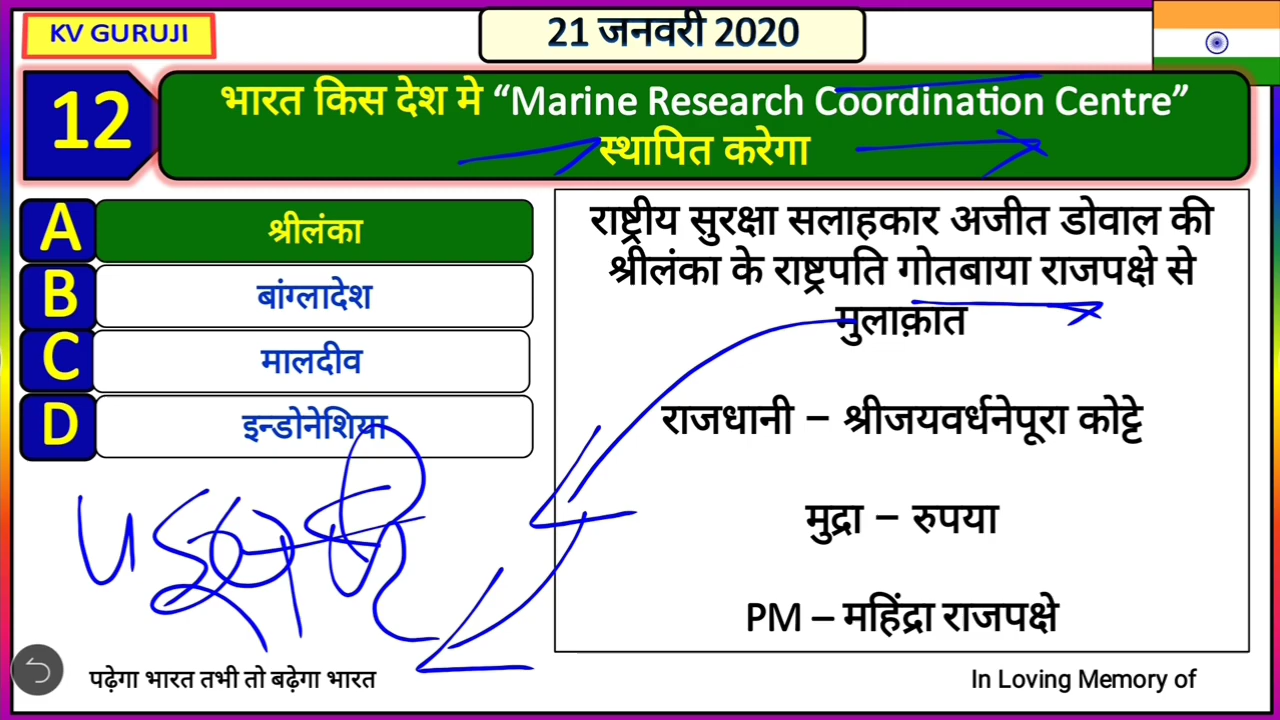 KV GURUJI
21 जनवरी 2020
12
भारत किस देश मे “Marine Research Coordination Centre”
स्थापित करेगा
A श्रीलंका
B बांग्लादेश
C मालदीव
D इन्डोनेशिया
राष्ट्रीय सुरक्षा सलाहकार अजीत डोवाल की
श्रीलंका के राष्ट्रपति गोतबाया राजपक्षे से
मुलाक़ात
राजधानी – श्रीजयवर्धनेपूरा कोट्टे
मुद्रा – रुपया
PM – महिंद्रा राजपक्षे
पढ़ेगा भारत तभी तो बढ़ेगा भारत
In Loving Memory of